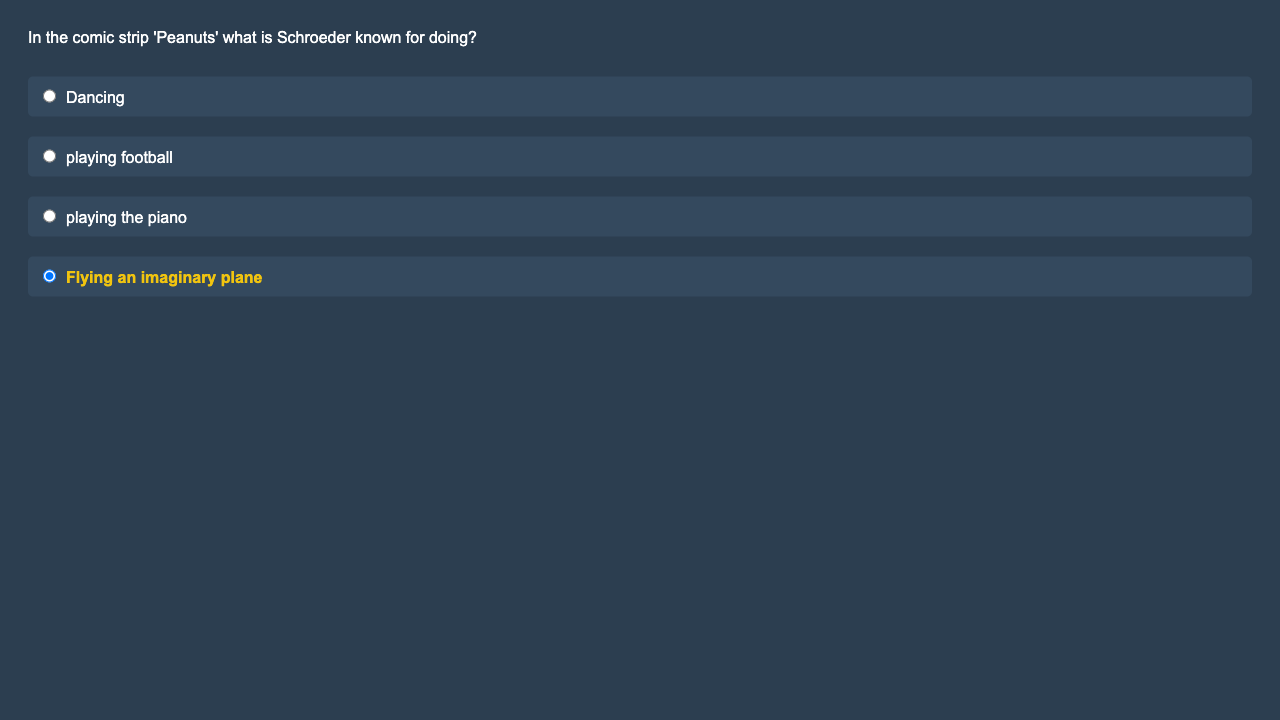 In the comic strip 'Peanuts' what is Schroeder known for doing?
Dancing
playing football
playing the piano
Flying an imaginary plane